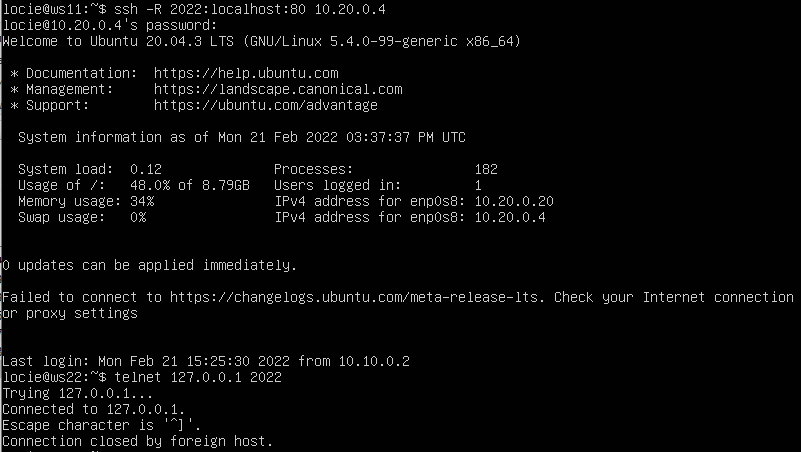 locie@ws11:~$ ssh -R 2022:localhost:80 10.20.0.4
locie@10.20.0.4's password:
Welcome to Ubuntu 20.04.3 LTS (GNU/Linux 5.4.0-99-generic x86_64)
* Documentation:  https://help.ubuntu.com
* Management:     https://landscape.canonical.com
* Support:        https://ubuntu.com/advantage
System information as of Mon 21 Feb 2022 03:37:37 PM UTC
System load:  0.12              Processes:               182
Usage of /:   48.0% of 8.79GB   Users logged in:         1
Memory usage: 34%               IPv4 address for enp0s8: 10.20.0.20
Swap usage:   0%                IPv4 address for enp0s8: 10.20.0.4
0 updates can be applied immediately.
Failed to connect to https://changelogs.ubuntu.com/meta-release-lts. Check your Internet connection
or proxy settings
Last login: Mon Feb 21 15:25:30 2022 from 10.10.0.2
locie@ws22:~$ telnet 127.0.0.1 2022
Trying 127.0.0.1...
Connected to 127.0.0.1.
Escape character is '^]'.
Connection closed by foreign host.